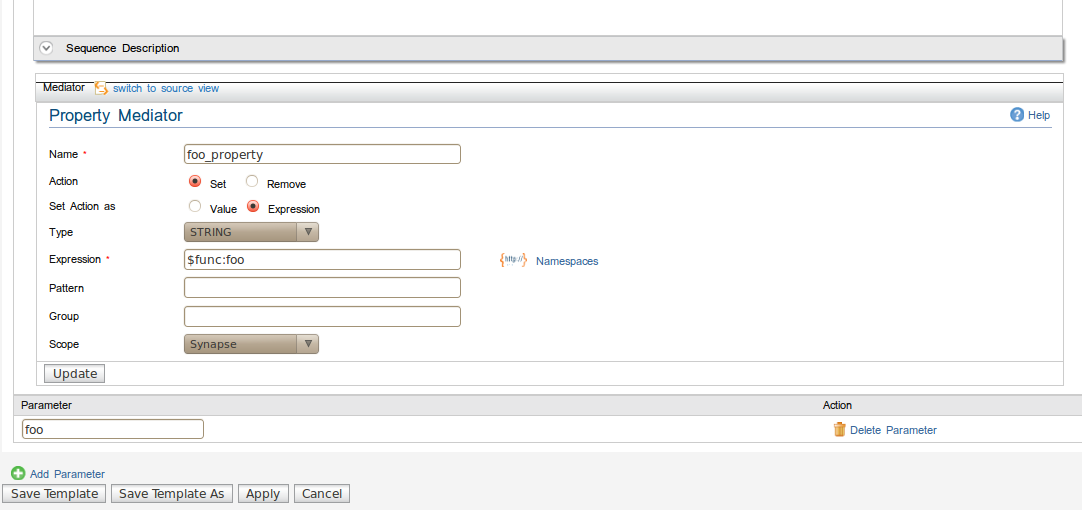 Sequence Description
Mediator switch to source view
Property Mediator ? Help
Name * foo_property
Action Set Remove
Set Action as Value Expression
Type STRING
Expression * $func:foo {http://} Namespaces
Pattern
Group
Scope Synapse
Update
Parameter Action
foo Delete Parameter
Add Parameter
Save Template Save Template As Apply Cancel